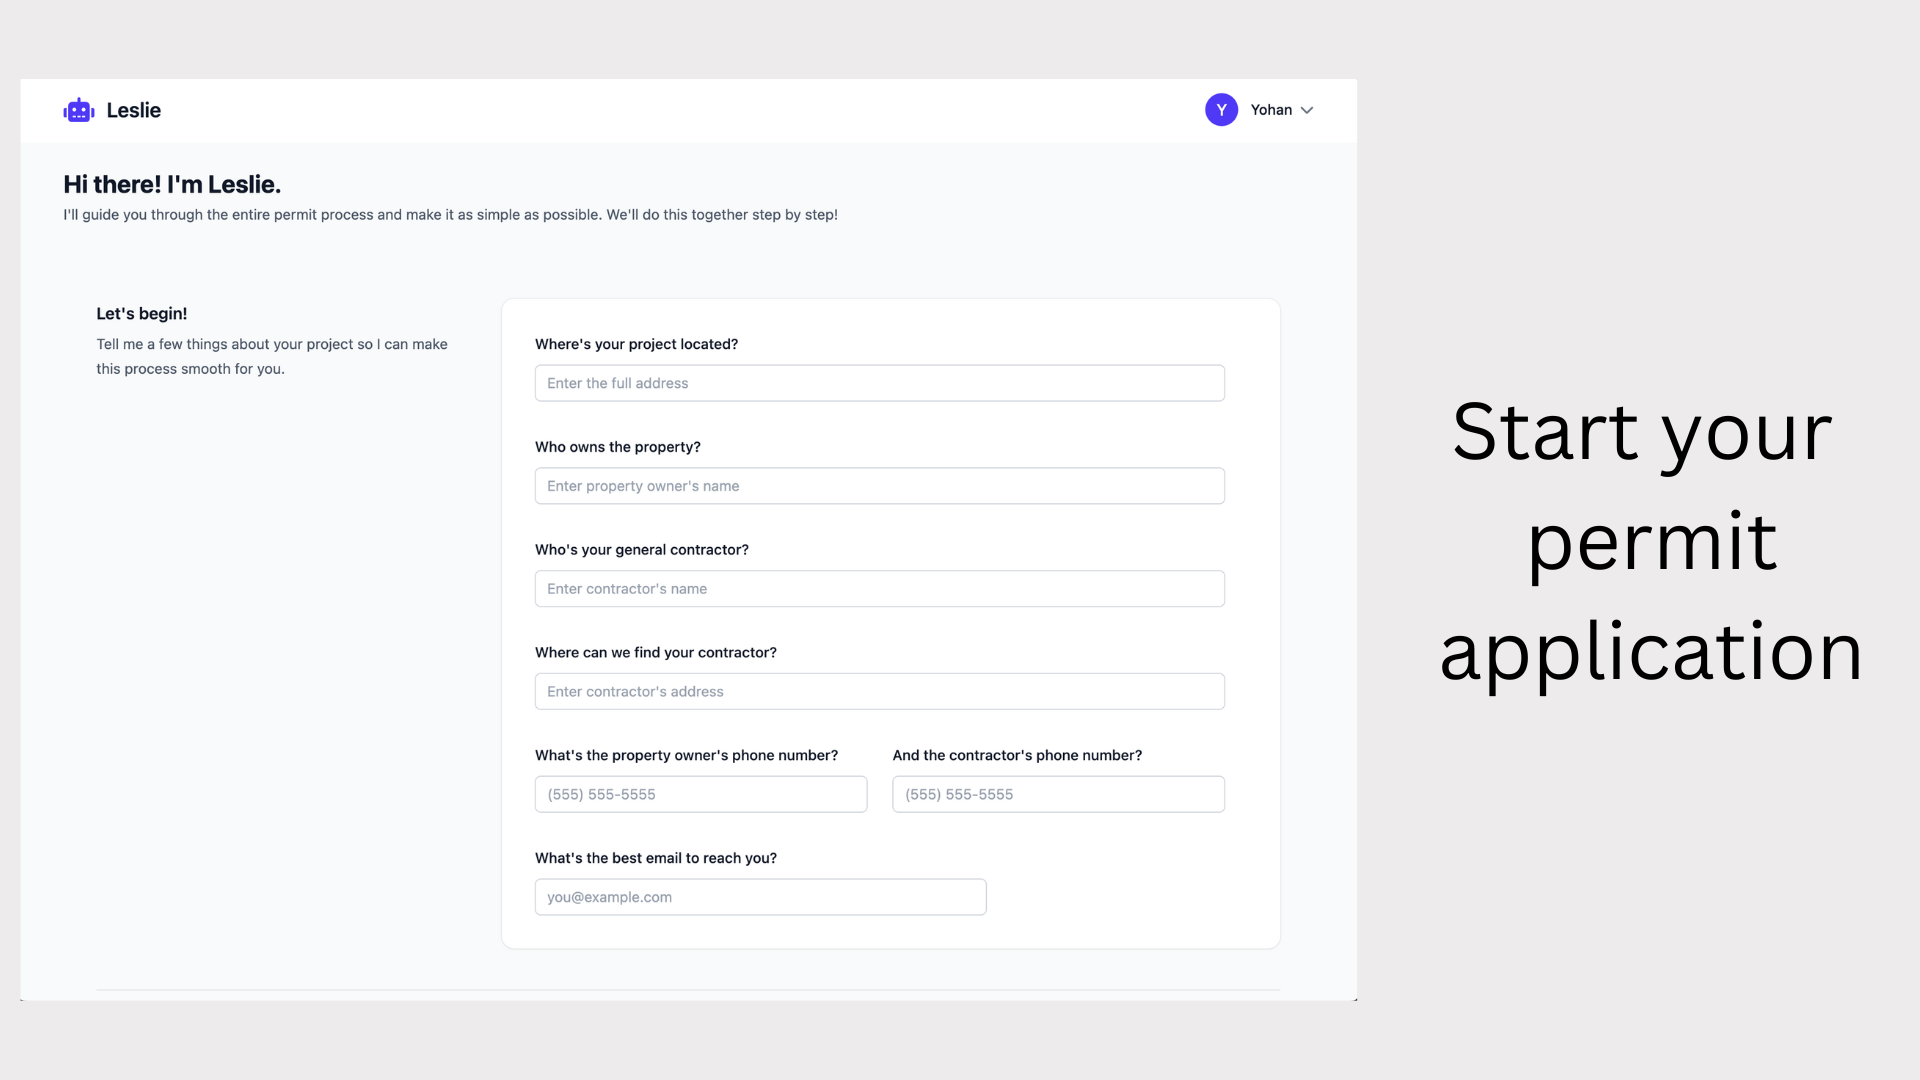 Leslie
Y Yohan
Hi there! I'm Leslie.
I'll guide you through the entire permit process and make it as simple as possible. We'll do this together step by step!
Let's begin!
Tell me a few things about your project so I can make
this process smooth for you.
Where's your project located?
Enter the full address
Who owns the property?
Enter property owner's name
Who's your general contractor?
Enter contractor's name
Where can we find your contractor?
Enter contractor's address
What's the property owner's phone number?
(555) 555-5555
And the contractor's phone number?
(555) 555-5555
What's the best email to reach you?
you@example.com
Start your
permit
application